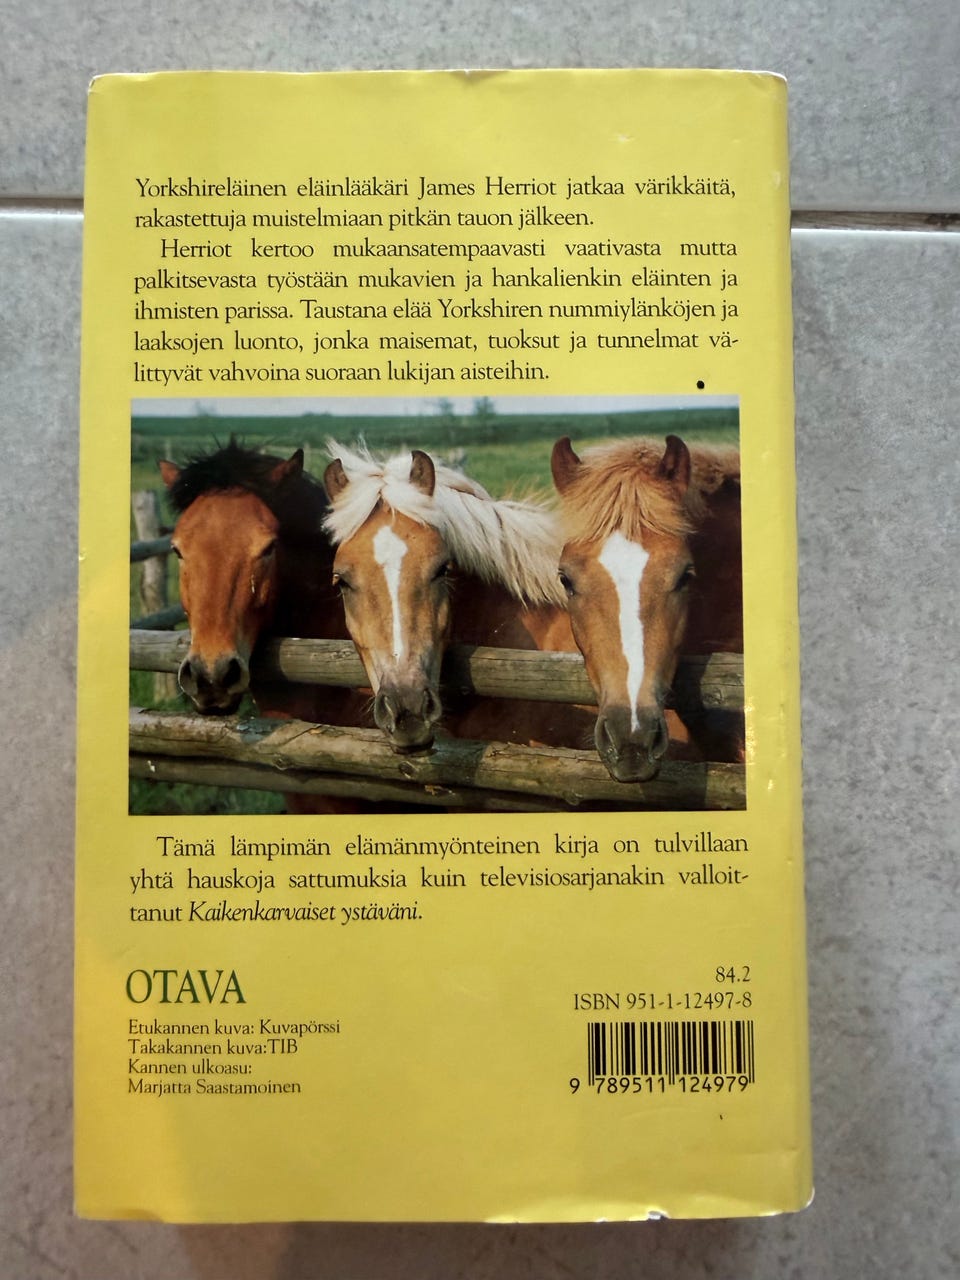 Yorkshireläinen eläinlääkäri James Herriot jatkaa värikkäitä,
rakastettuja muistelmiaan pitkän tauon jälkeen.
Herriot kertoo mukaansatempaavasti vaativasta mutta
palkitsevasta työstään mukavien ja hankalienkin eläinten ja
ihmisten parissa. Taustana elää Yorkshiren nummiylänköjen ja
laaksojen luonto, jonka maisemat, tuoksut ja tunnelmat vä-
littyvät vahvoina suoraan lukijan aisteihin.
Tämä lämpimän elämänmyönteinen kirja on tulvillaan
yhtä hauskoja sattumuksia kuin televisiosarjanakin valloit-
tanut Kaikenkarvaiset ystäväni.
OTAVA
Etukannen kuva: Kuvapörssi
Takakannen kuva:TIB
Kannen ulkoasu:
Marjatta Saastamoinen
84.2
ISBN 951-1-12497-8
9 789511 124979